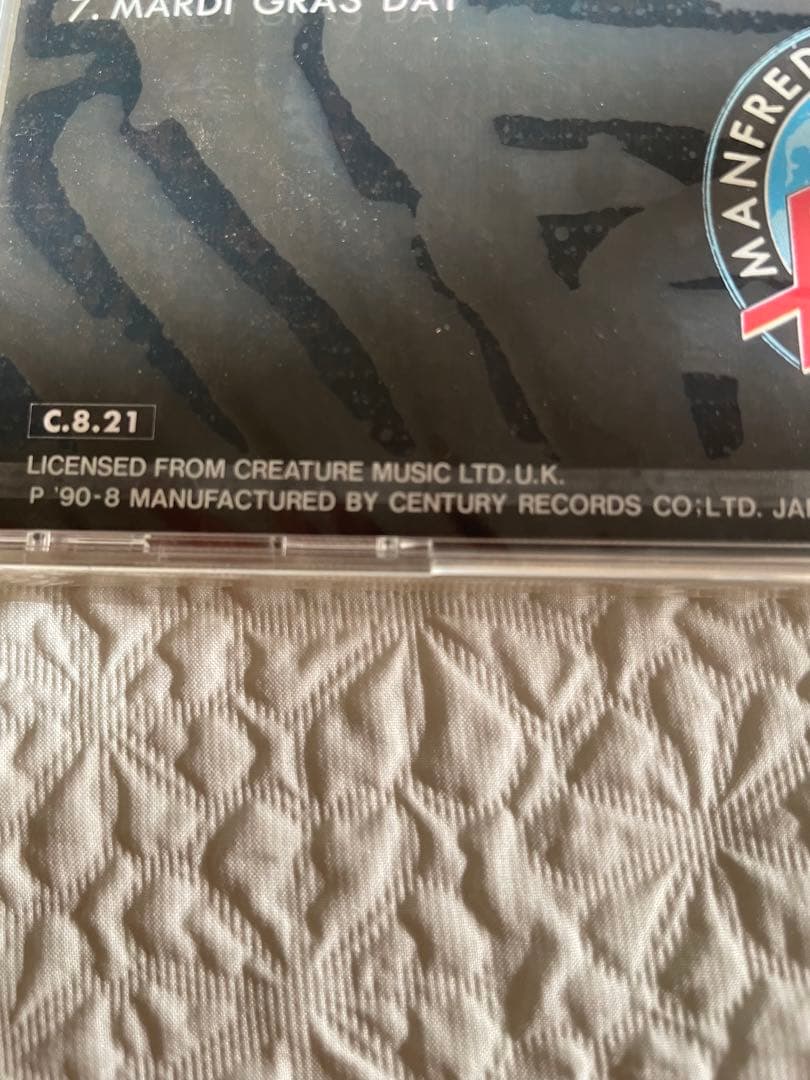 7. MARDI GRAS DAY
MANFRED
C.8.21
LICENSED FROM CREATURE MUSIC LTD.U.K.
P '90-8 MANUFACTURED BY CENTURY RECORDS CO;LTD. JA